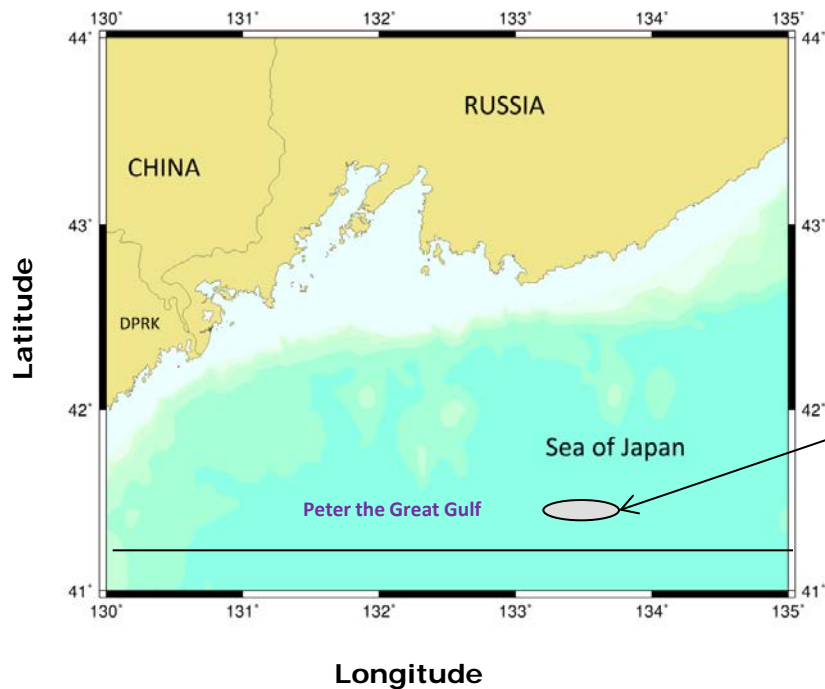 130˚ 131˚ 132˚ 133˚ 134˚ 135˚
44˚ 44˚
RUSSIA
CHINA
43˚ 43˚
DPRK
42˚ 42˚
Sea of Japan
Peter the Great Gulf
41˚ 41˚
130˚ 131˚ 132˚ 133˚ 134˚ 135˚
Latitude
Longitude